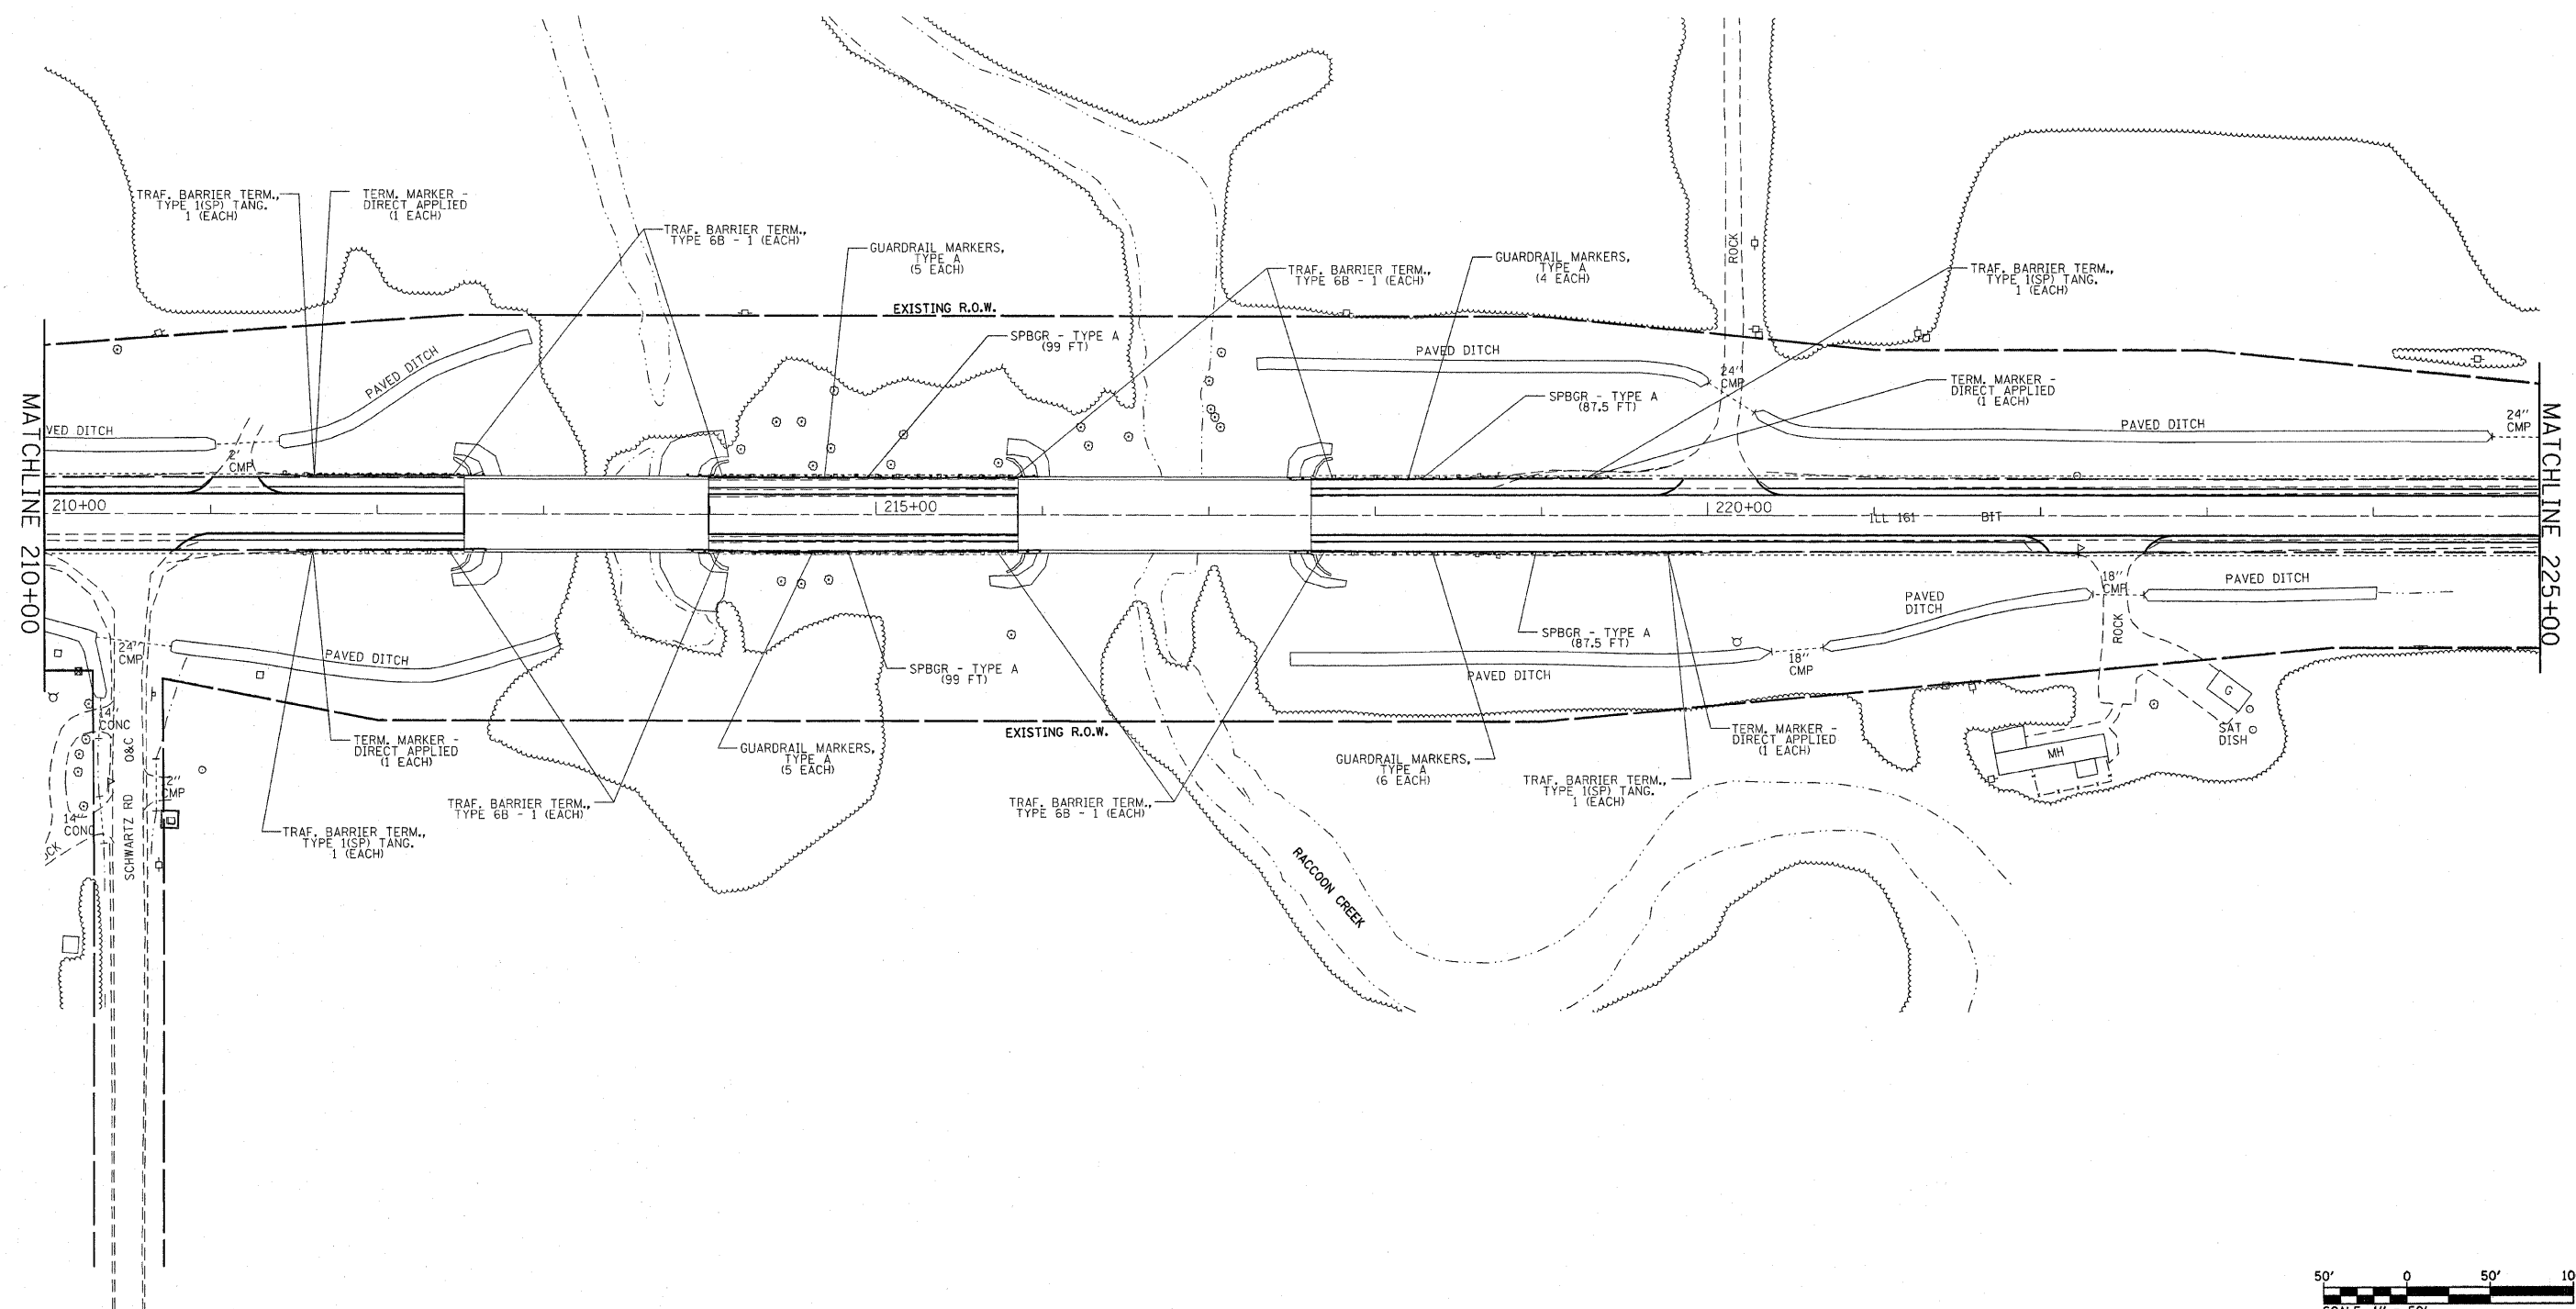 TRAF. BARRIER TERM.,
TYPE 1(SP) TANG.
1 (EACH)
TERM. MARKER -
DIRECT APPLIED
(1 EACH)
TRAF. BARRIER TERM.,
TYPE 6B - 1 (EACH)
GUARDRAIL MARKERS,
TYPE A
(5 EACH)
TRAF. BARRIER TERM.,
TYPE 6B - 1 (EACH)
GUARDRAIL MARKERS,
TYPE A
(4 EACH)
ROCK
TRAF. BARRIER TERM.,
TYPE 1(SP) TANG.
1 (EACH)
EXISTING R.O.W.
SPBGR - TYPE A
(99 FT)
PAVED DITCH
PAVED DITCH
24"
CMP
SPBGR - TYPE A
(87.5 FT)
TERM. MARKER -
DIRECT APPLIED
(1 EACH)
VED DITCH
2'
CMP
PAVED DITCH
24"
CMP
MATCHLINE 210+00
210+00
215+00
220+00
ILL 161
BIT
MATCHLINE 225+00
24"
CMP
PAVED DITCH
SPBGR - TYPE A
(99 FT)
SPBGR - TYPE A
(87.5 FT)
PAVED DITCH
18"
CMP
PAVED
DITCH
18"
CMP
PAVED DITCH
ROCK
G
SAT
DISH
MH
14"
CONC
O&C
SCHWARTZ RD
12"
CMP
14"
CONC
OCK
TERM. MARKER -
DIRECT APPLIED
(1 EACH)
TRAF. BARRIER TERM.,
TYPE 1(SP) TANG.
1 (EACH)
TRAF. BARRIER TERM.,
TYPE 6B - 1 (EACH)
GUARDRAIL MARKERS,
TYPE A
(5 EACH)
EXISTING R.O.W.
TRAF. BARRIER TERM.,
TYPE 6B - 1 (EACH)
GUARDRAIL MARKERS,
TYPE A
(6 EACH)
TRAF. BARRIER TERM.,
TYPE 1(SP) TANG.
1 (EACH)
TERM. MARKER -
DIRECT APPLIED
(1 EACH)
RACCOON CREEK
50' 0 50' 10